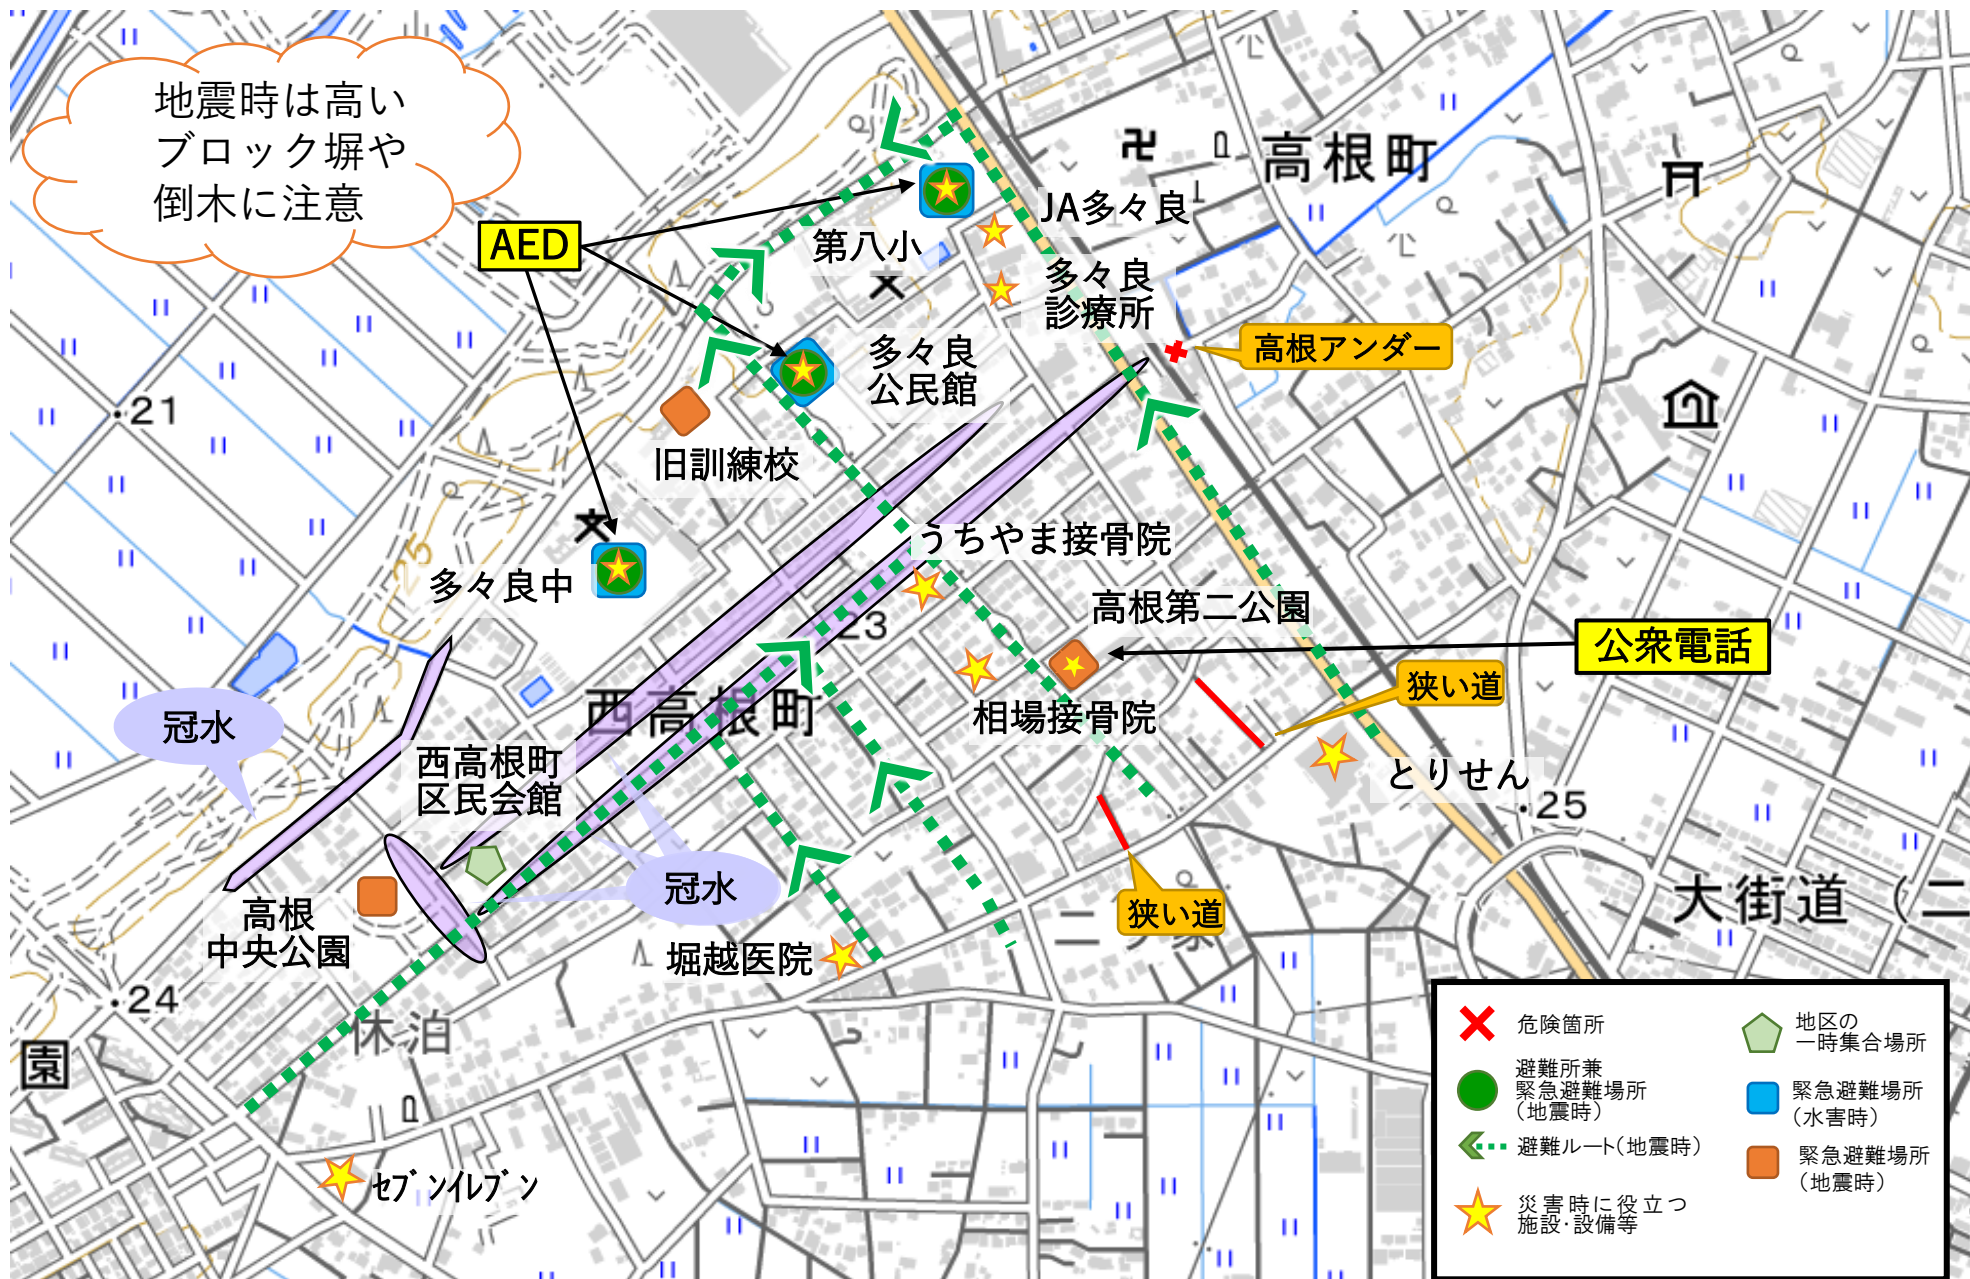 地震時は高い
ブロック塀や
倒木に注意
AED
高根町
JA多々良
第八小
多々良
診療所
高根アンダー
多々良
公民館
21
旧訓練校
25
うちやま接骨院
多々良中
高根第二公園
23
公衆電話
狭い道
西高根町
相場接骨院
冠水
西高根町
区民会館
とりせん
25
冠水
大街道（二
狭い道
高根
中央公園
堀越医院
24
休泊
園
セブンイレブン
危険箇所
地区の
一時集合場所
避難所兼
緊急避難場所
（地震時）
緊急避難場所
（水害時）
避難ルート（地震時）
緊急避難場所
（地震時）
災害時に役立つ
施設・設備等